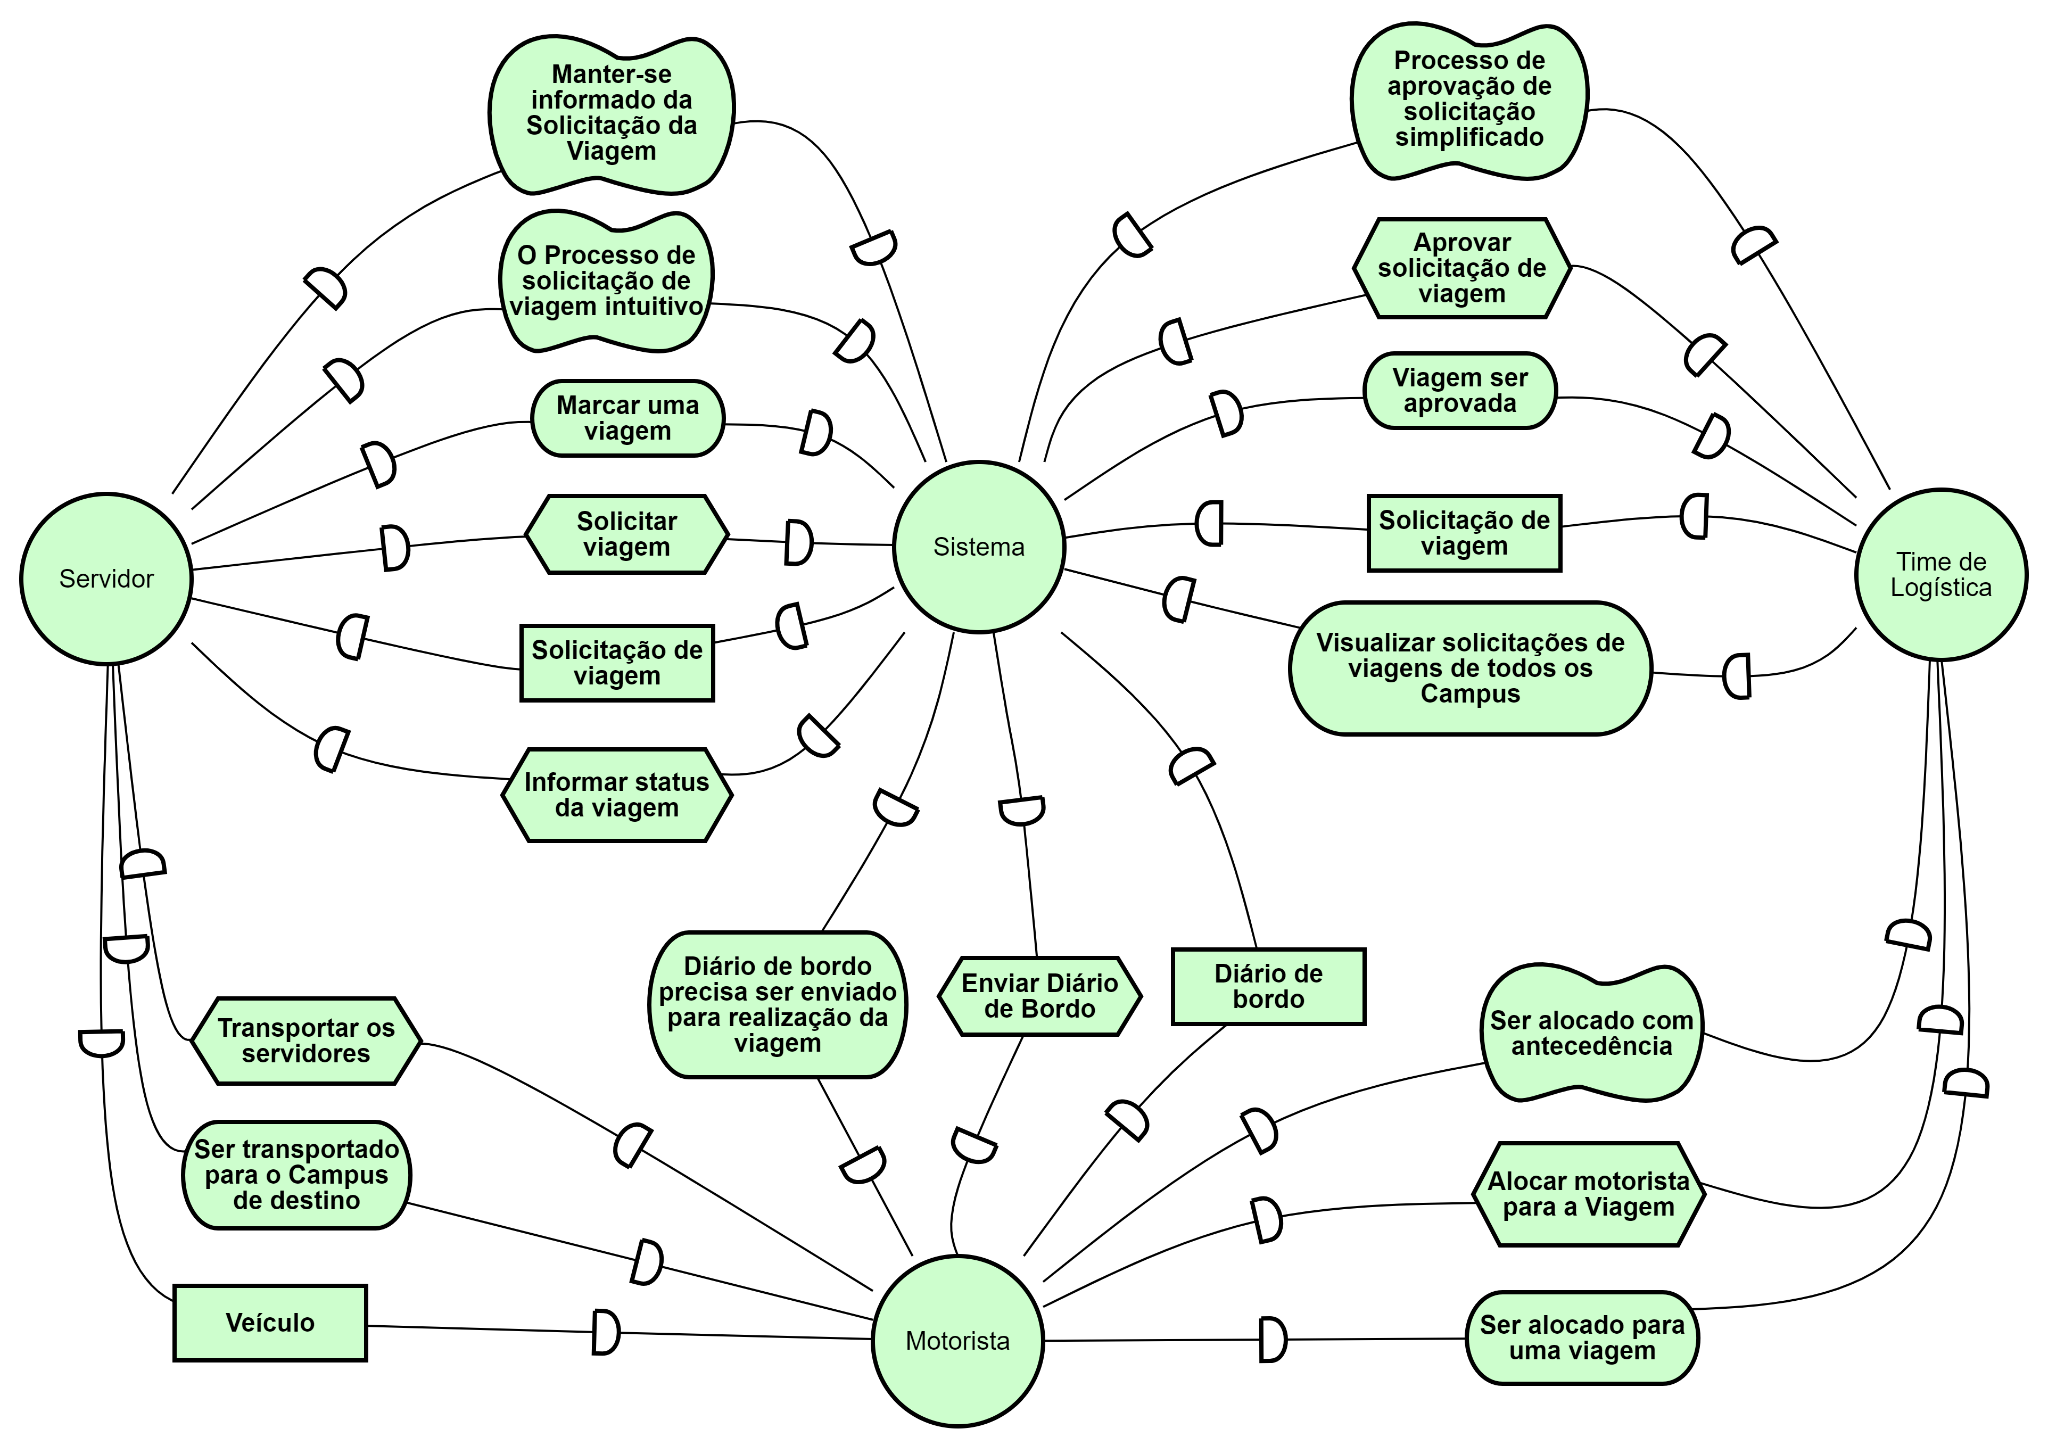 Manter-se
informado da
Solicitação da
Viagem
Processo de
aprovação de
solicitação
simplificado
O Processo de
solicitação de
viagem intuitivo
Aprovar
solicitação de
viagem
Marcar uma
viagem
Viagem ser
aprovada
Solicitar
viagem
Solicitação de
viagem
Servidor
Sistema
Time de
Logística
Solicitação de
viagem
Visualizar solicitações de
viagens de todos os
Campus
Informar status
da viagem
Diário de bordo
precisa ser enviado
para realização da
viagem
Enviar Diário
de Bordo
Diário de
bordo
Transportar os
servidores
Ser alocado com
antecedência
Ser transportado
para o Campus
de destino
Alocar motorista
para a Viagem
Veículo
Motorista
Ser alocado para
uma viagem